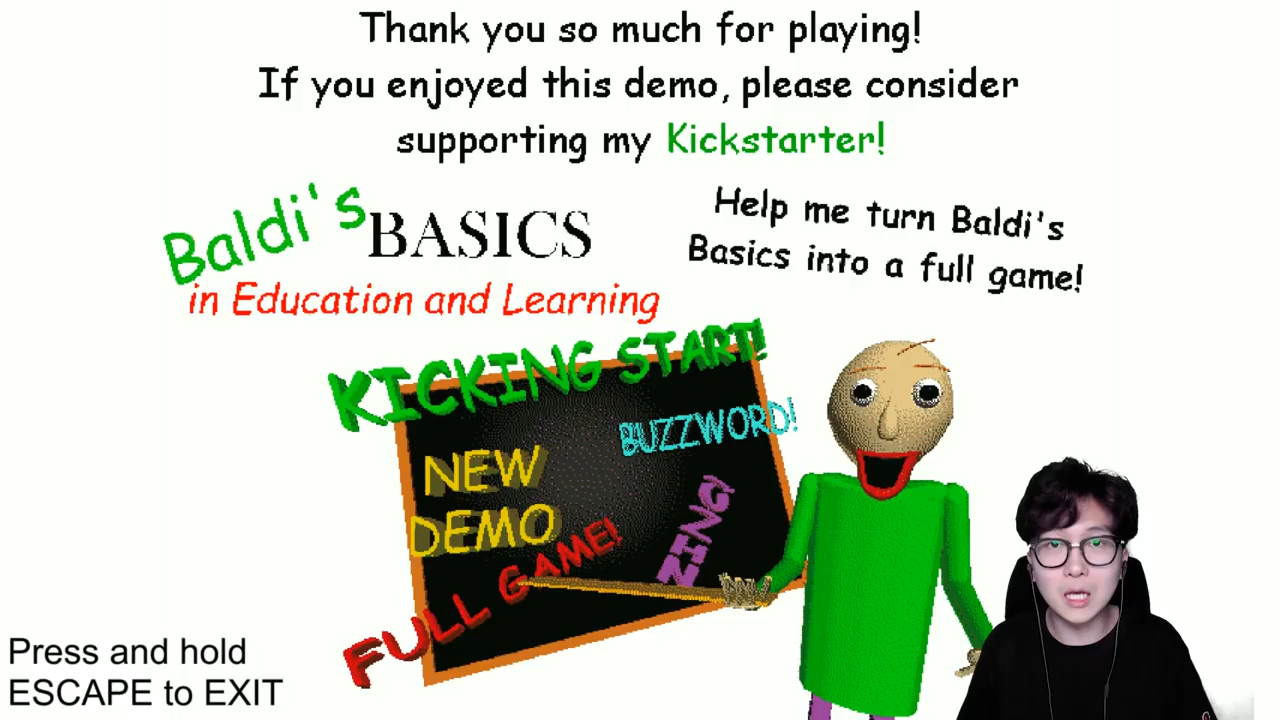 Thank you so much for playing!
If you enjoyed this demo, please consider
supporting my Kickstarter!
Baldi's BASICS
in Education and Learning
Help me turn Baldi's
Basics into a full game!
KICKING START!
BUZZWORD!
NEW
DEMO
ZING!
FULL GAME!
Press and hold
ESCAPE to EXIT